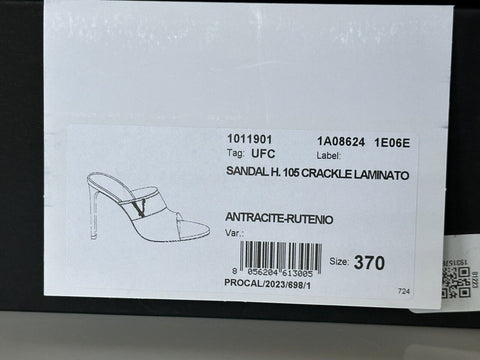 1011901 1A08624 1E06E
Tag: UFC Label:
SANDAL H. 105 CRACKLE LAMINATO
ANTRACITE-RUTENIO
Var.:
Size: 370
8 056204 613005
PROCAL/2023/698/1
724